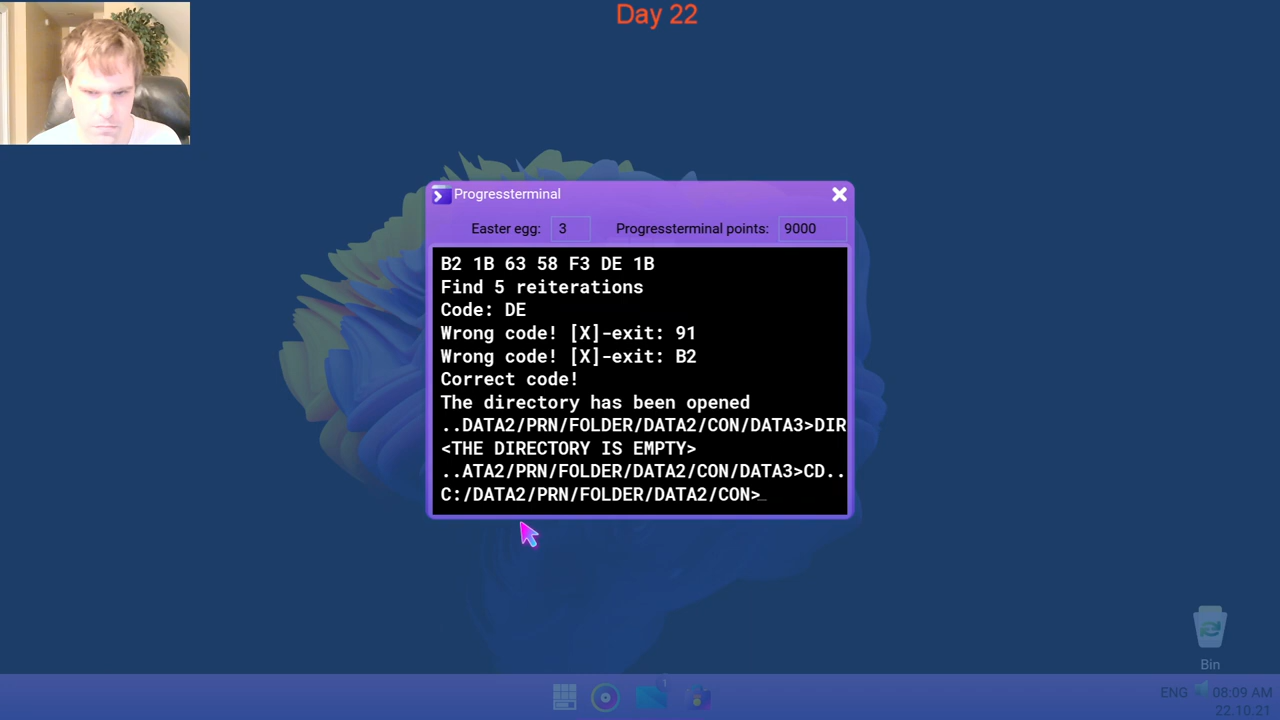 Day 22
Progressterminal
Easter egg: 3 Progressterminal points: 9000
B2 1B 63 58 F3 DE 1B
Find 5 reiterations
Code: DE
Wrong code! [X]-exit: 91
Wrong code! [X]-exit: B2
Correct code!
The directory has been opened
..DATA2/PRN/FOLDER/DATA2/CON/DATA3>DIR
<THE DIRECTORY IS EMPTY>
..ATA2/PRN/FOLDER/DATA2/CON/DATA3>CD..
C:/DATA2/PRN/FOLDER/DATA2/CON>_
Bin
1
ENG 08:09 AM
22.10.21